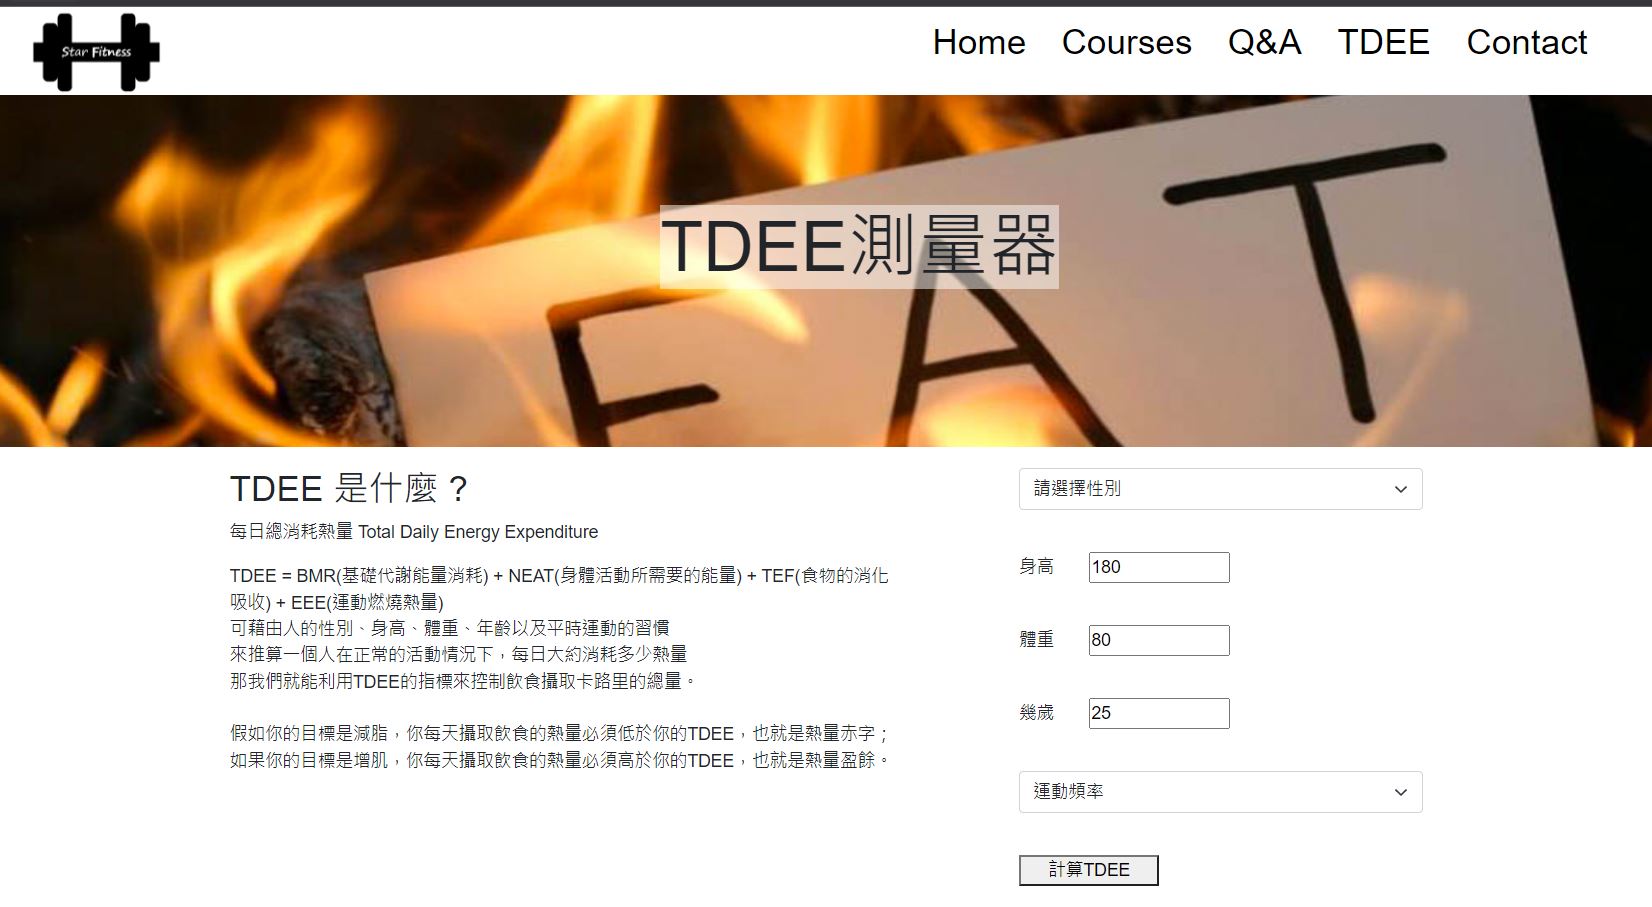 Star Fitness
Home
Courses
Q&A
TDEE
Contact
FAT
TDEE測量器
TDEE 是什麼？
每日總消耗熱量 Total Daily Energy Expenditure
TDEE = BMR(基礎代謝能量消耗) + NEAT(身體活動所需要的能量) + TEF(食物的消化
吸收) + EEE(運動燃燒熱量)
可藉由人的性別、身高、體重、年齡以及平時運動的習慣
來推算一個人在正常的活動情況下，每日大約消耗多少熱量
那我們就能利用TDEE的指標來控制飲食攝取卡路里的總量。
假如你的目標是減脂，你每天攝取飲食的熱量必須低於你的TDEE，也就是熱量赤字；
如果你的目標是增肌，你每天攝取飲食的熱量必須高於你的TDEE，也就是熱量盈餘。
請選擇性別
身高 180
體重 80
幾歲 25
運動頻率
計算TDEE